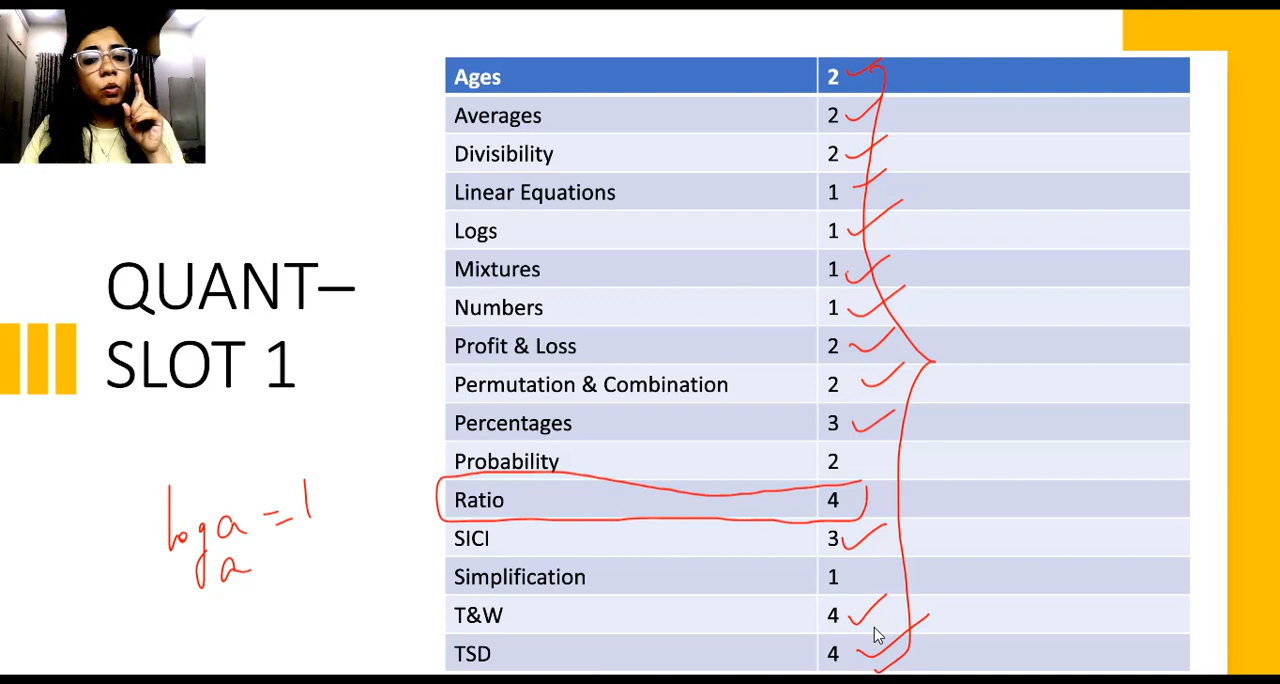 QUANT–
SLOT 1
log a = 1
a
Ages 2
Averages 2
Divisibility 2
Linear Equations 1
Logs 1
Mixtures 1
Numbers 1
Profit & Loss 2
Permutation & Combination 2
Percentages 3
Probability 2
Ratio 4
SICI 3
Simplification 1
T&W 4
TSD 4